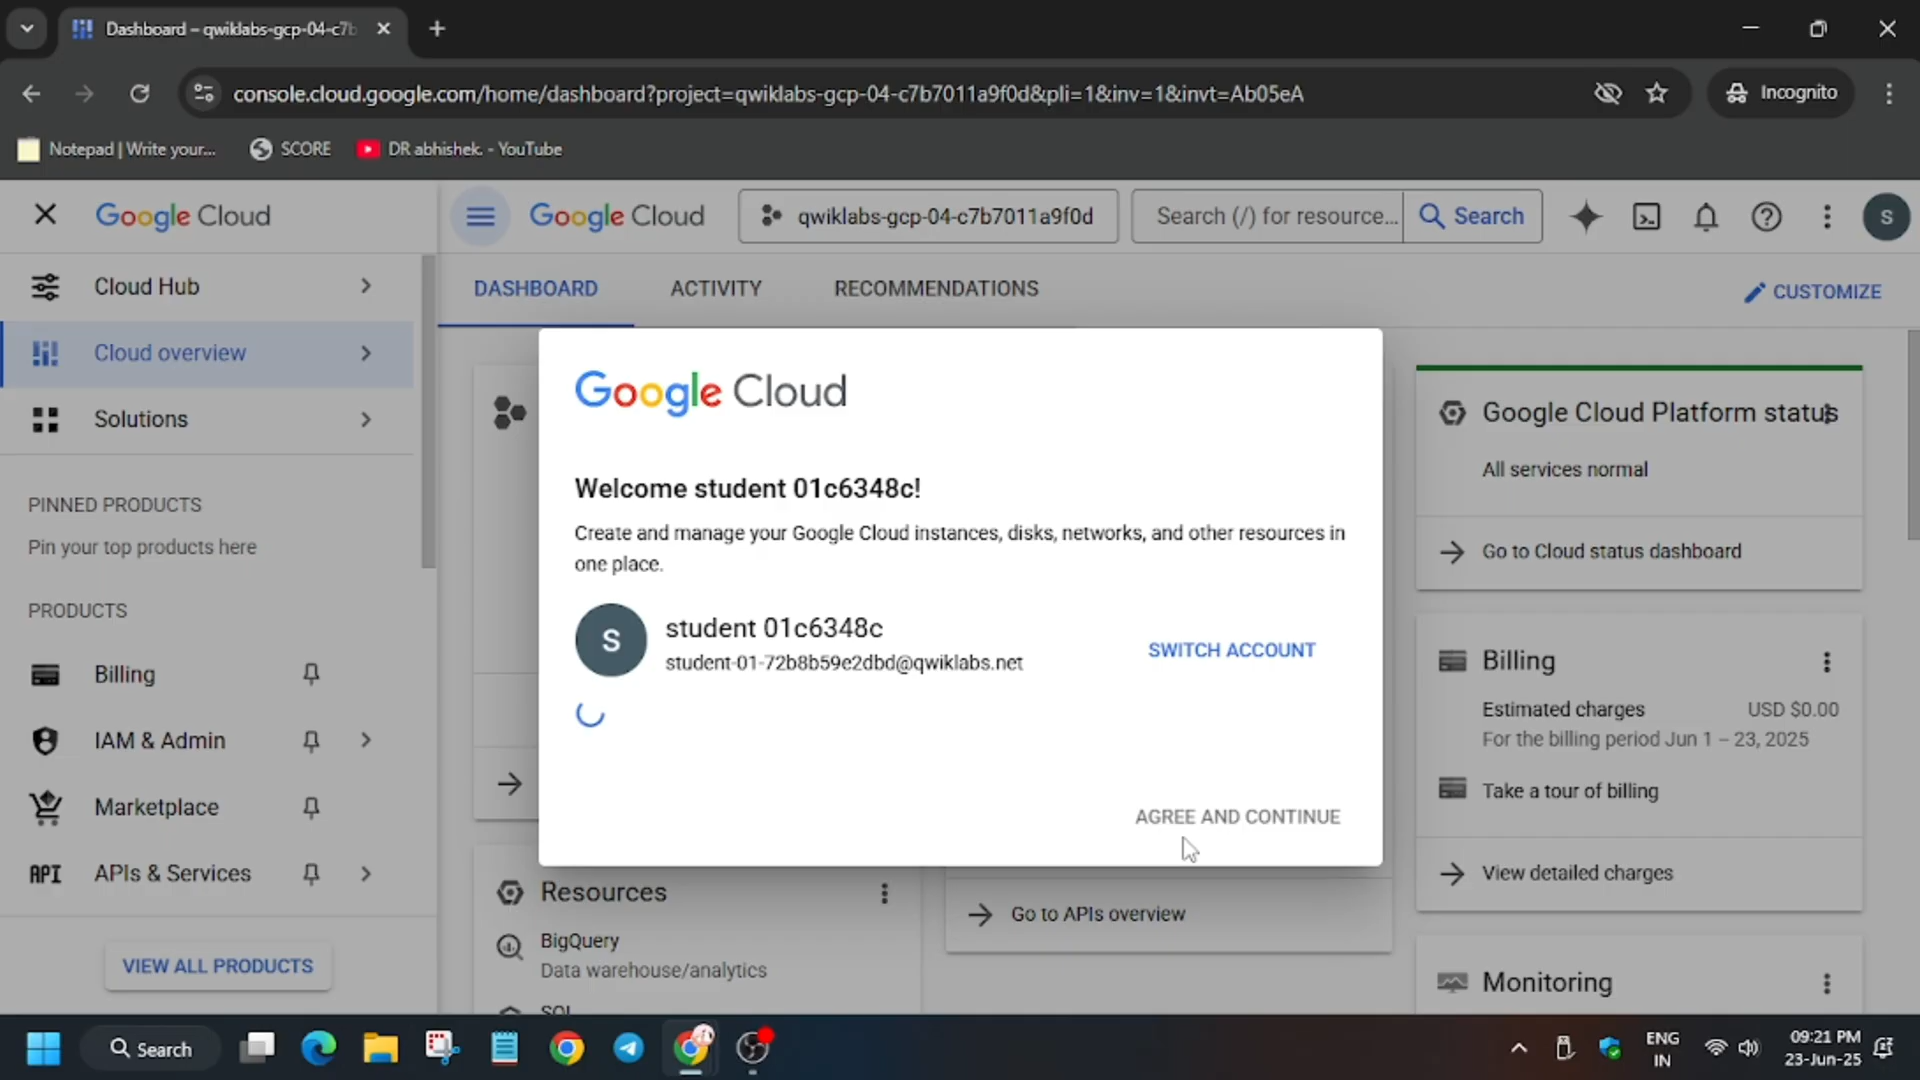 Dashboard – qwiklabs-gcp-04-c7b
console.cloud.google.com/home/dashboard?project=qwiklabs-gcp-04-c7b7011a9f0d&pli=1&inv=1&invt=Ab05eA
Incognito
Notepad | Write your...
SCORE
DR abhishek. - YouTube
Google Cloud
Google Cloud
qwiklabs-gcp-04-c7b7011a9f0d
Search (/) for resource...
Search
S
Cloud Hub
Cloud overview
Solutions
PINNED PRODUCTS
Pin your top products here
PRODUCTS
Billing
IAM & Admin
Marketplace
API APIs & Services
VIEW ALL PRODUCTS
DASHBOARD
ACTIVITY
RECOMMENDATIONS
CUSTOMIZE
Google Cloud
Welcome student 01c6348c!
Create and manage your Google Cloud instances, disks, networks, and other resources in
one place.
S
student 01c6348c
student-01-72b8b59e2dbd@qwiklabs.net
SWITCH ACCOUNT
AGREE AND CONTINUE
Resources
BigQuery
Data warehouse/analytics
SQL
Go to APIs overview
Google Cloud Platform status
All services normal
Go to Cloud status dashboard
Billing
Estimated charges USD $0.00
For the billing period Jun 1 – 23, 2025
Take a tour of billing
View detailed charges
Monitoring
Search
ENG
IN
09:21 PM
23-Jun-25